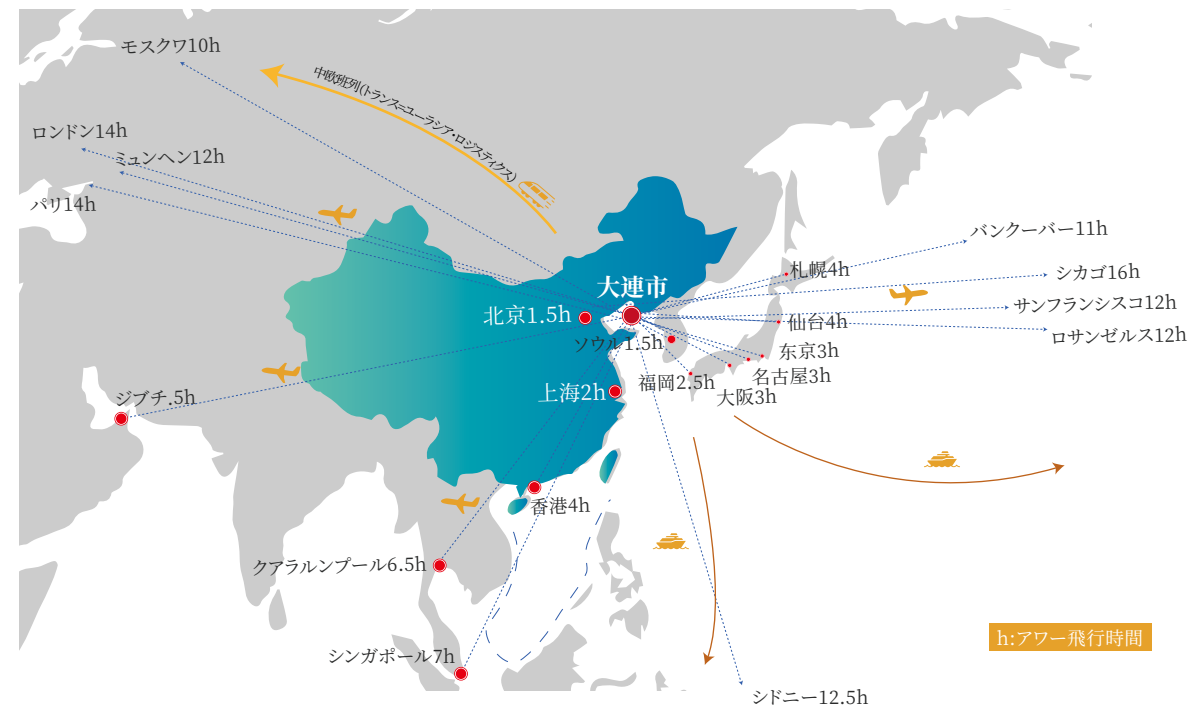 モスクワ10h
中欧班列(トランス=ユーラシア・ロジスティクス)
ロンドン14h
ミュンヘン12h
パリ14h
バンクーバー11h
札幌4h
シカゴ16h
大連市
サンフランシスコ12h
北京1.5h
仙台4h
ロサンゼルス12h
ソウル1.5h
东京3h
名古屋3h
福岡2.5h
大阪3h
上海2h
ジブチ.5h
香港4h
クアラルンプール6.5h
h:アワー飛行時間
シンガポール7h
シドニー12.5h